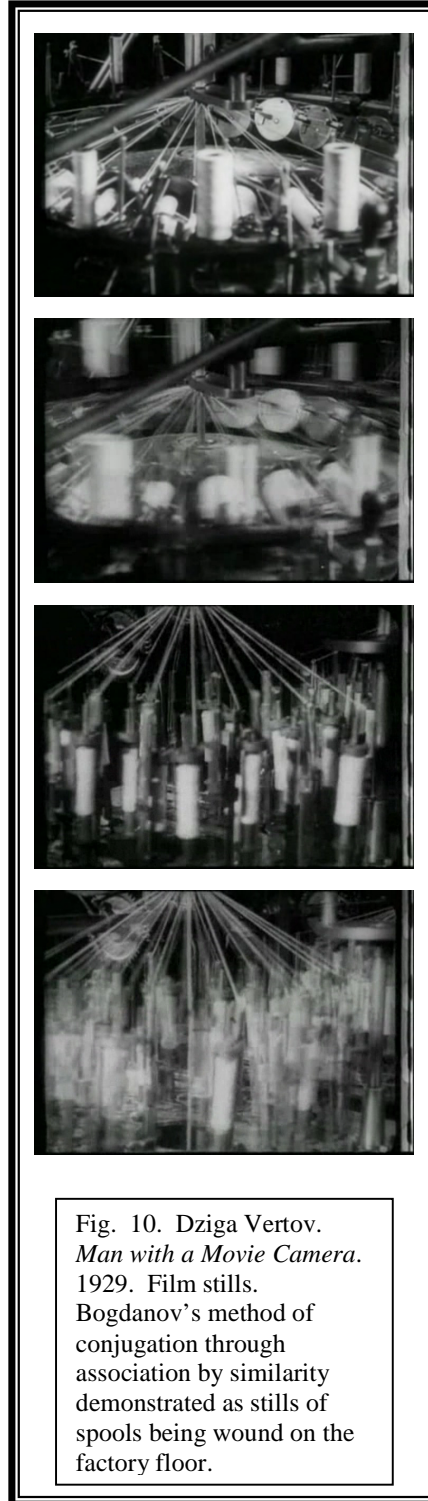 Fig. 10. Dziga Vertov.
Man with a Movie Camera.
1929. Film stills.
Bogdanov's method of
conjugation through
association by similarity
demonstrated as stills of
spools being wound on the
factory floor.